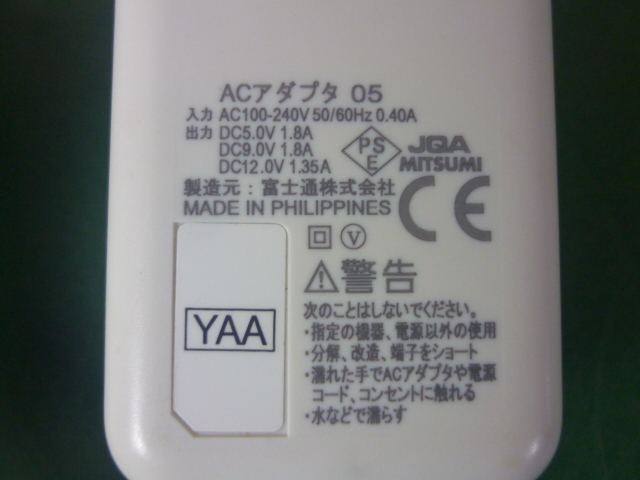 ACアダプタ 05
入力 AC100-240V 50/60Hz 0.40A
出力 DC5.0V 1.8A
DC9.0V 1.8A
DC12.0V 1.35A
PS
E
JQA
MITSUMI
製造元：富士通株式会社
MADE IN PHILIPPINES
CE
V
警告
次のことはしないでください。
・指定の機器、電源以外の使用
・分解、改造、端子をショート
・濡れた手でACアダプタや電源
コード、コンセントに触れる
・水などで濡らす
YAA